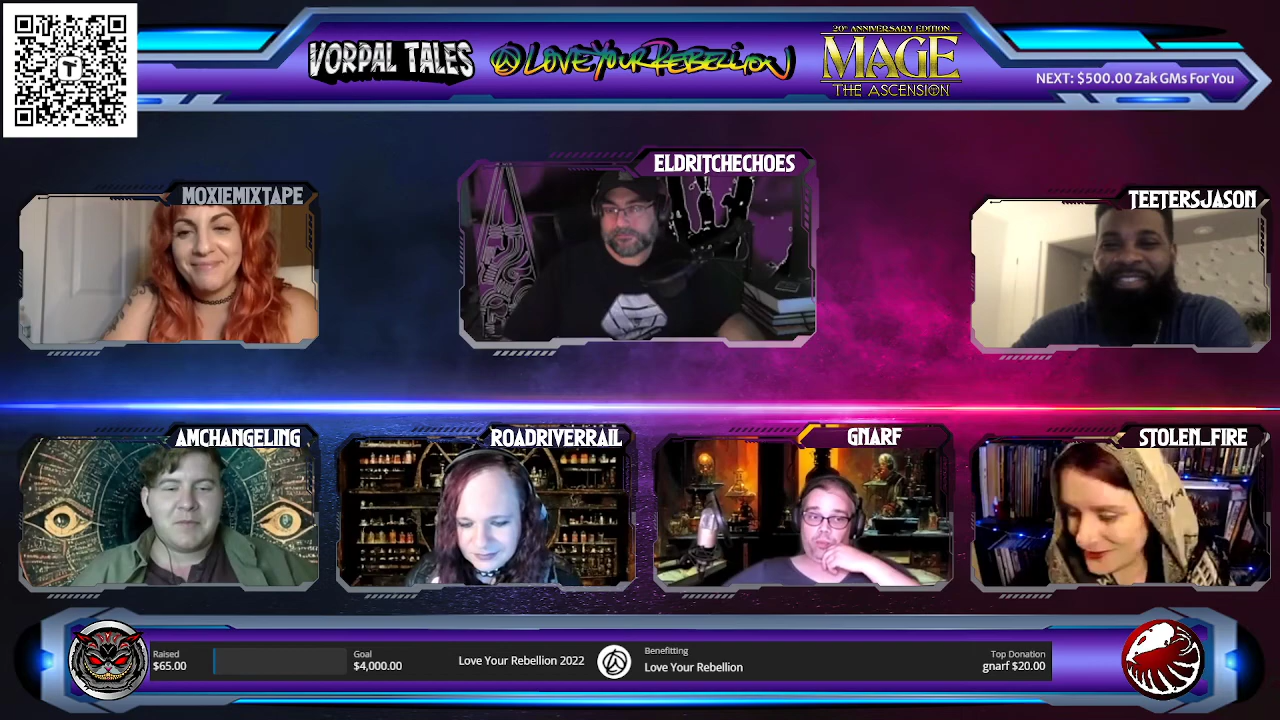 VORPAL TALES
@LOVEYOURREBELLION
20th ANNIVERSARY EDITION
MAGE
THE ASCENSION
NEXT: $500.00 Zak GMs For You
T
ELDRITCHECHOES
MOXIEMIXTAPE
TEETERSJASON
AMCHANGELING
ROADRIVERRAIL
GNARF
STOLEN_FIRE
Raised
$65.00
Goal
$4,000.00
Love Your Rebellion 2022
Benefitting
Love Your Rebellion
Top Donation
gnarf $20.00